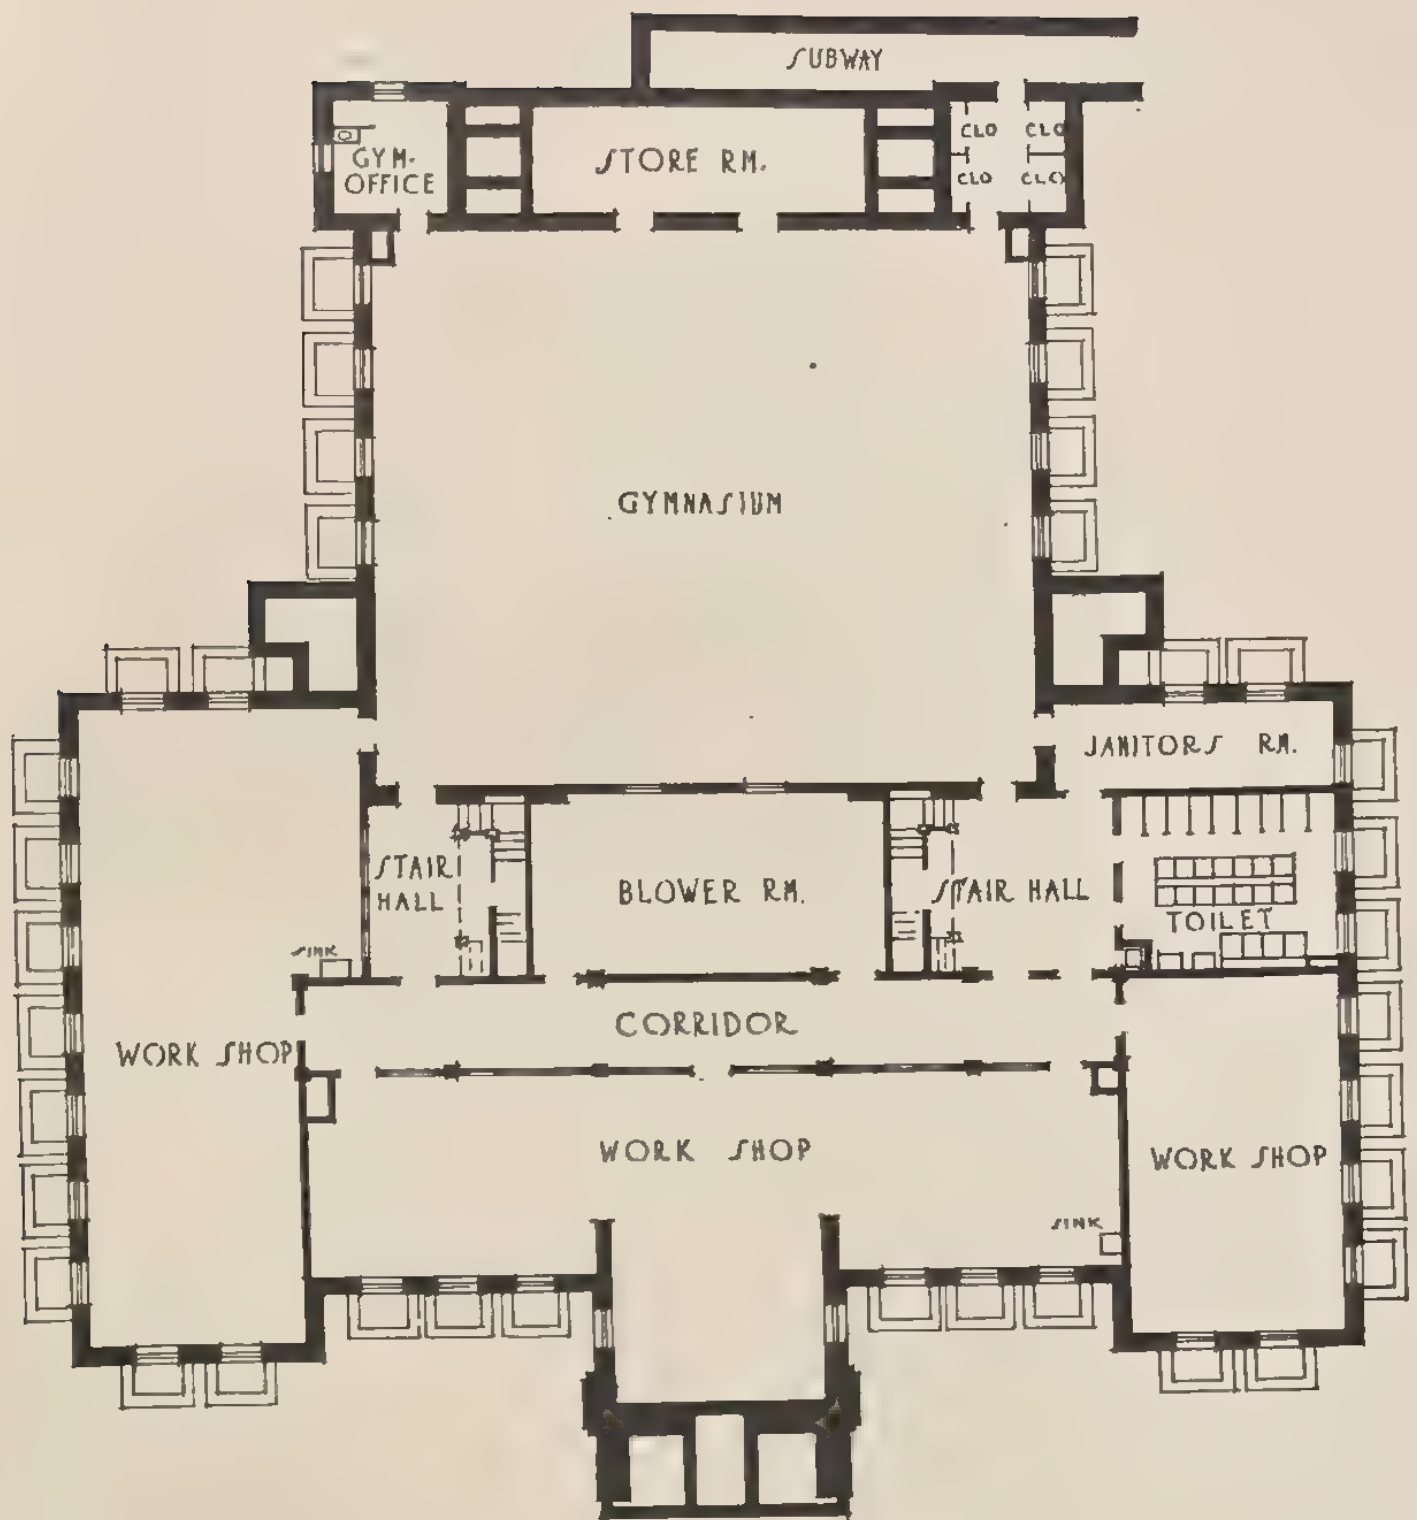 SUBWAY
CLO CLO
STORE RM.
GYM-
OFFICE
CLO CLO
GYMNASIUM
JANITORS RM.
STAIR
HALL
BLOWER RM.
STAIR HALL
TOILET
SINK
CORRIDOR
WORK SHOP
WORK SHOP
WORK SHOP
SINK